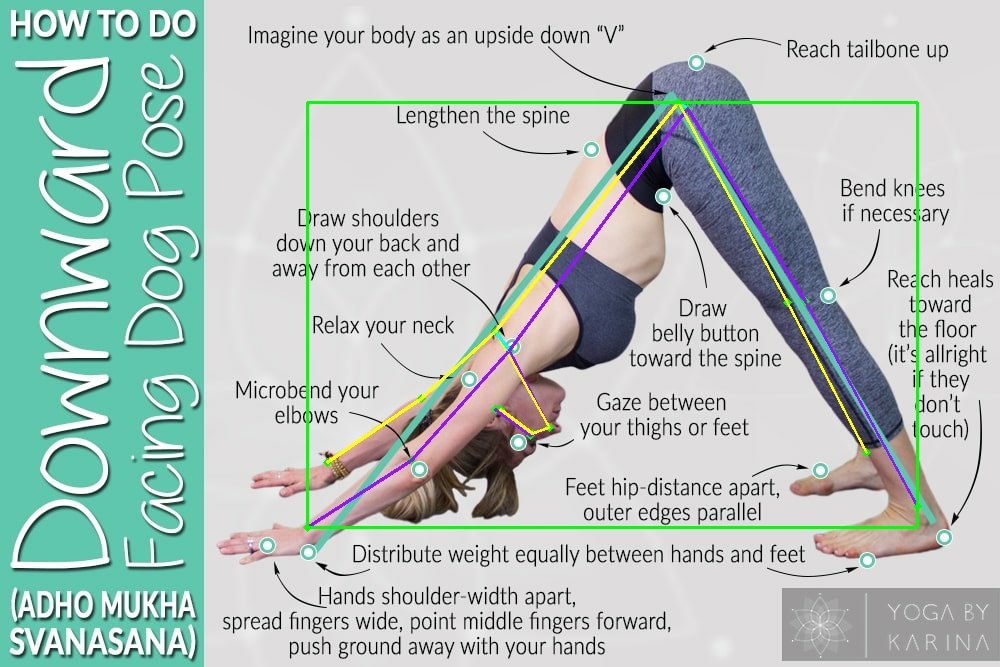 HOW TO DO
Downward
Facing Dog Pose
(ADHO MUKHA
SVANASANA)
Imagine your body as an upside down “V”
Reach tailbone up
Lengthen the spine
Bend knees
if necessary
Draw shoulders
down your back and
away from each other
Reach heals
toward
the floor
(it's allright
if they
don't
touch)
Relax your neck
Draw
belly button
toward the spine
Microbend your
elbows
Gaze between
your thighs or feet
Feet hip-distance apart,
outer edges parallel
Distribute weight equally between hands and feet
Hands shoulder-width apart,
spread fingers wide, point middle fingers forward,
push ground away with your hands
YOGA BY
KARINA